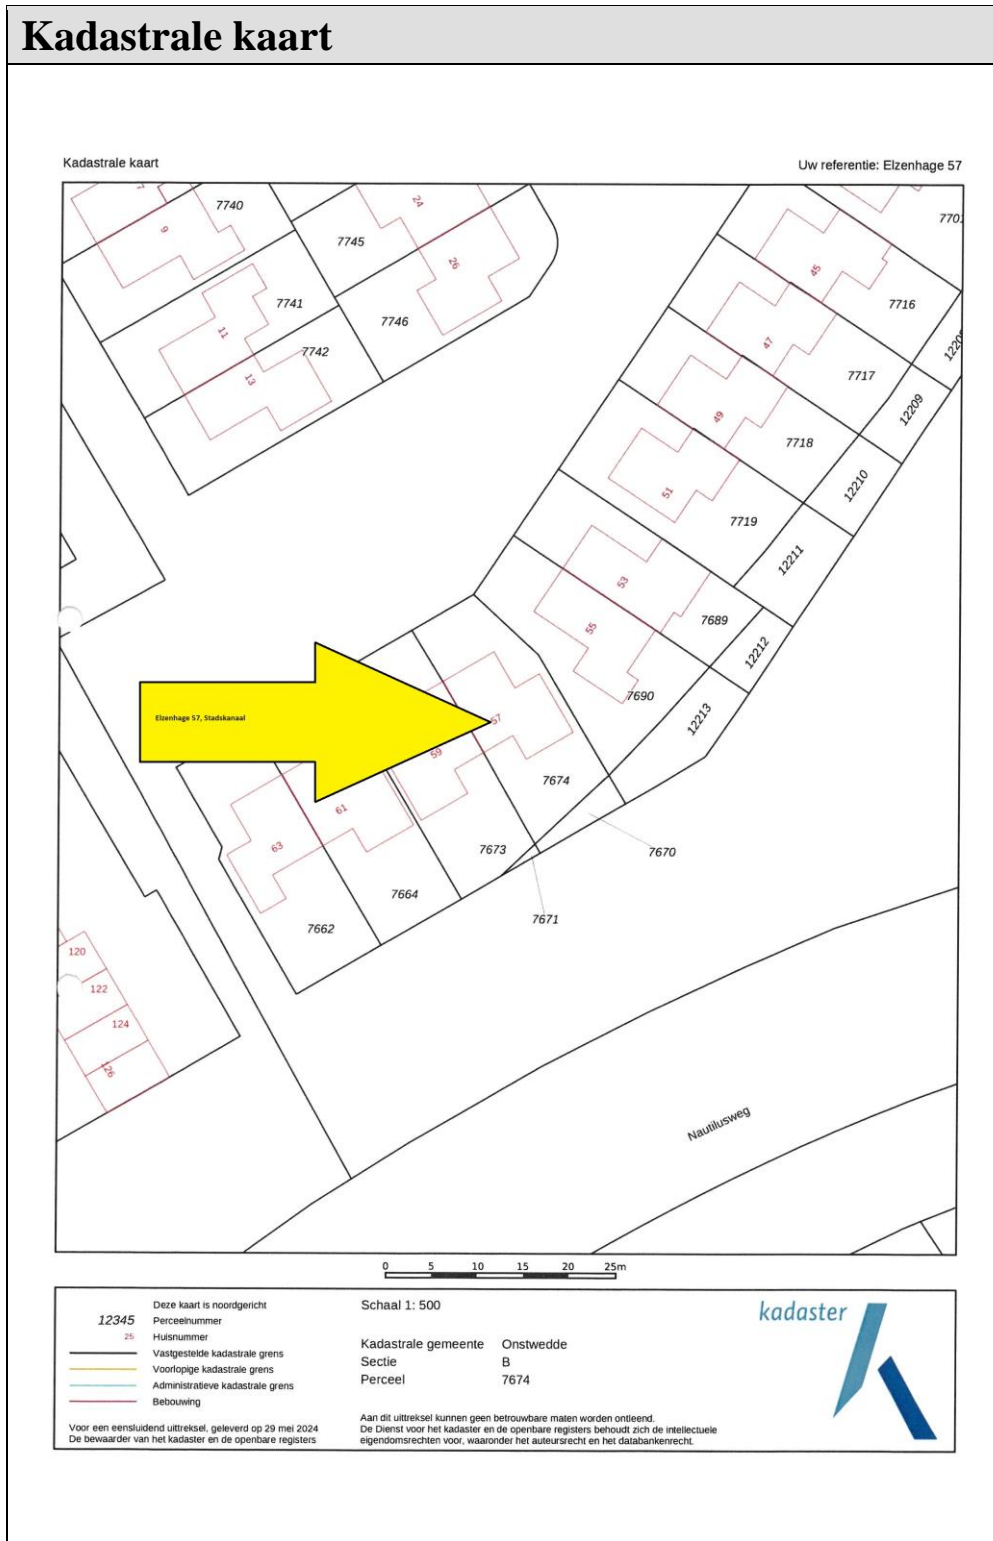 Kadastrale kaart
Kadastrale kaart
Uw referentie: Elzenhage 57
7
7740
24
7701
9
7745
45
26
7741
7716
11
7746
7742
47
12208
13
7717
49
12209
7718
51
12210
7719
12211
53
7689
55
12212
7690
12213
Elzenhage 57, Stadskanaal
57
59
7674
61
63
7673
7670
7664
7662
7671
120
122
124
126
Nautilusweg
0 5 10 15 20 25m
Deze kaart is noordgericht
12345 Perceelnummer
25 Huisnummer
Vastgestelde kadastrale grens
Voorlopige kadastrale grens
Administratieve kadastrale grens
Bebouwing
Voor een eensluidend uittreksel, geleverd op 29 mei 2024
De bewaarder van het kadaster en de openbare registers
Schaal 1: 500
Kadastrale gemeente Onstwedde
Sectie B
Perceel 7674
Aan dit uittreksel kunnen geen betrouwbare maten worden ontleend.
De Dienst voor het kadaster en de openbare registers behoudt zich de intellectuele
eigendomsrechten voor, waaronder het auteursrecht en het databankenrecht.
kadaster